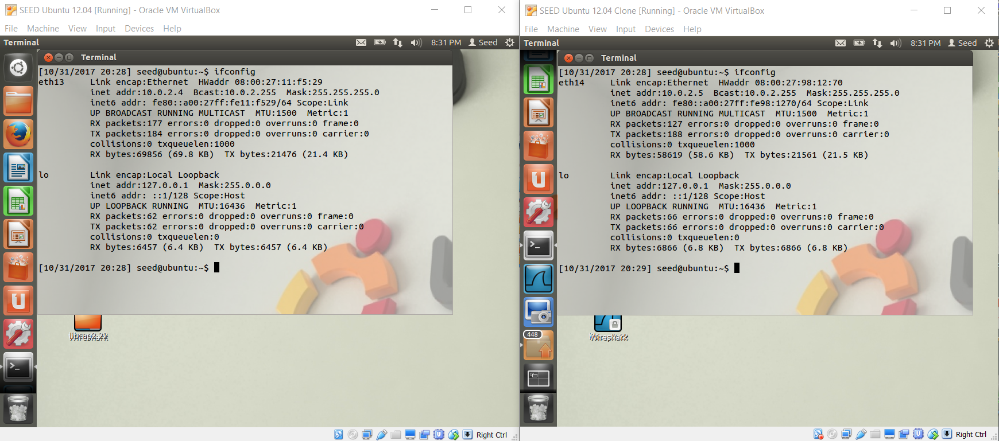 SEED Ubuntu 12.04 [Running] - Oracle VM VirtualBox
File Machine View Input Devices Help
Terminal 8:31 PM Seed
Terminal
[10/31/2017 20:28] seed@ubuntu:~$ ifconfig
eth13 Link encap:Ethernet HWaddr 08:00:27:11:f5:29
inet addr:10.0.2.4 Bcast:10.0.2.255 Mask:255.255.255.0
inet6 addr: fe80::a00:27ff:fe11:f529/64 Scope:Link
UP BROADCAST RUNNING MULTICAST MTU:1500 Metric:1
RX packets:177 errors:0 dropped:0 overruns:0 frame:0
TX packets:184 errors:0 dropped:0 overruns:0 carrier:0
collisions:0 txqueuelen:1000
RX bytes:69856 (69.8 KB) TX bytes:21476 (21.4 KB)
lo Link encap:Local Loopback
inet addr:127.0.0.1 Mask:255.0.0.0
inet6 addr: ::1/128 Scope:Host
UP LOOPBACK RUNNING MTU:16436 Metric:1
RX packets:62 errors:0 dropped:0 overruns:0 frame:0
TX packets:62 errors:0 dropped:0 overruns:0 carrier:0
collisions:0 txqueuelen:0
RX bytes:6457 (6.4 KB) TX bytes:6457 (6.4 KB)
[10/31/2017 20:28] seed@ubuntu:~$
Right Ctrl
SEED Ubuntu 12.04 Clone [Running] - Oracle VM VirtualBox
File Machine View Input Devices Help
Terminal 8:31 PM Seed
Terminal
[10/31/2017 20:28] seed@ubuntu:~$ ifconfig
eth14 Link encap:Ethernet HWaddr 08:00:27:98:12:70
inet addr:10.0.2.5 Bcast:10.0.2.255 Mask:255.255.255.0
inet6 addr: fe80::a00:27ff:fe98:1270/64 Scope:Link
UP BROADCAST RUNNING MULTICAST MTU:1500 Metric:1
RX packets:127 errors:0 dropped:0 overruns:0 frame:0
TX packets:188 errors:0 dropped:0 overruns:0 carrier:0
collisions:0 txqueuelen:1000
RX bytes:58619 (58.6 KB) TX bytes:21561 (21.5 KB)
lo Link encap:Local Loopback
inet addr:127.0.0.1 Mask:255.0.0.0
inet6 addr: ::1/128 Scope:Host
UP LOOPBACK RUNNING MTU:16436 Metric:1
RX packets:66 errors:0 dropped:0 overruns:0 frame:0
TX packets:66 errors:0 dropped:0 overruns:0 carrier:0
collisions:0 txqueuelen:0
RX bytes:6866 (6.8 KB) TX bytes:6866 (6.8 KB)
[10/31/2017 20:29] seed@ubuntu:~$
448
Right Ctrl